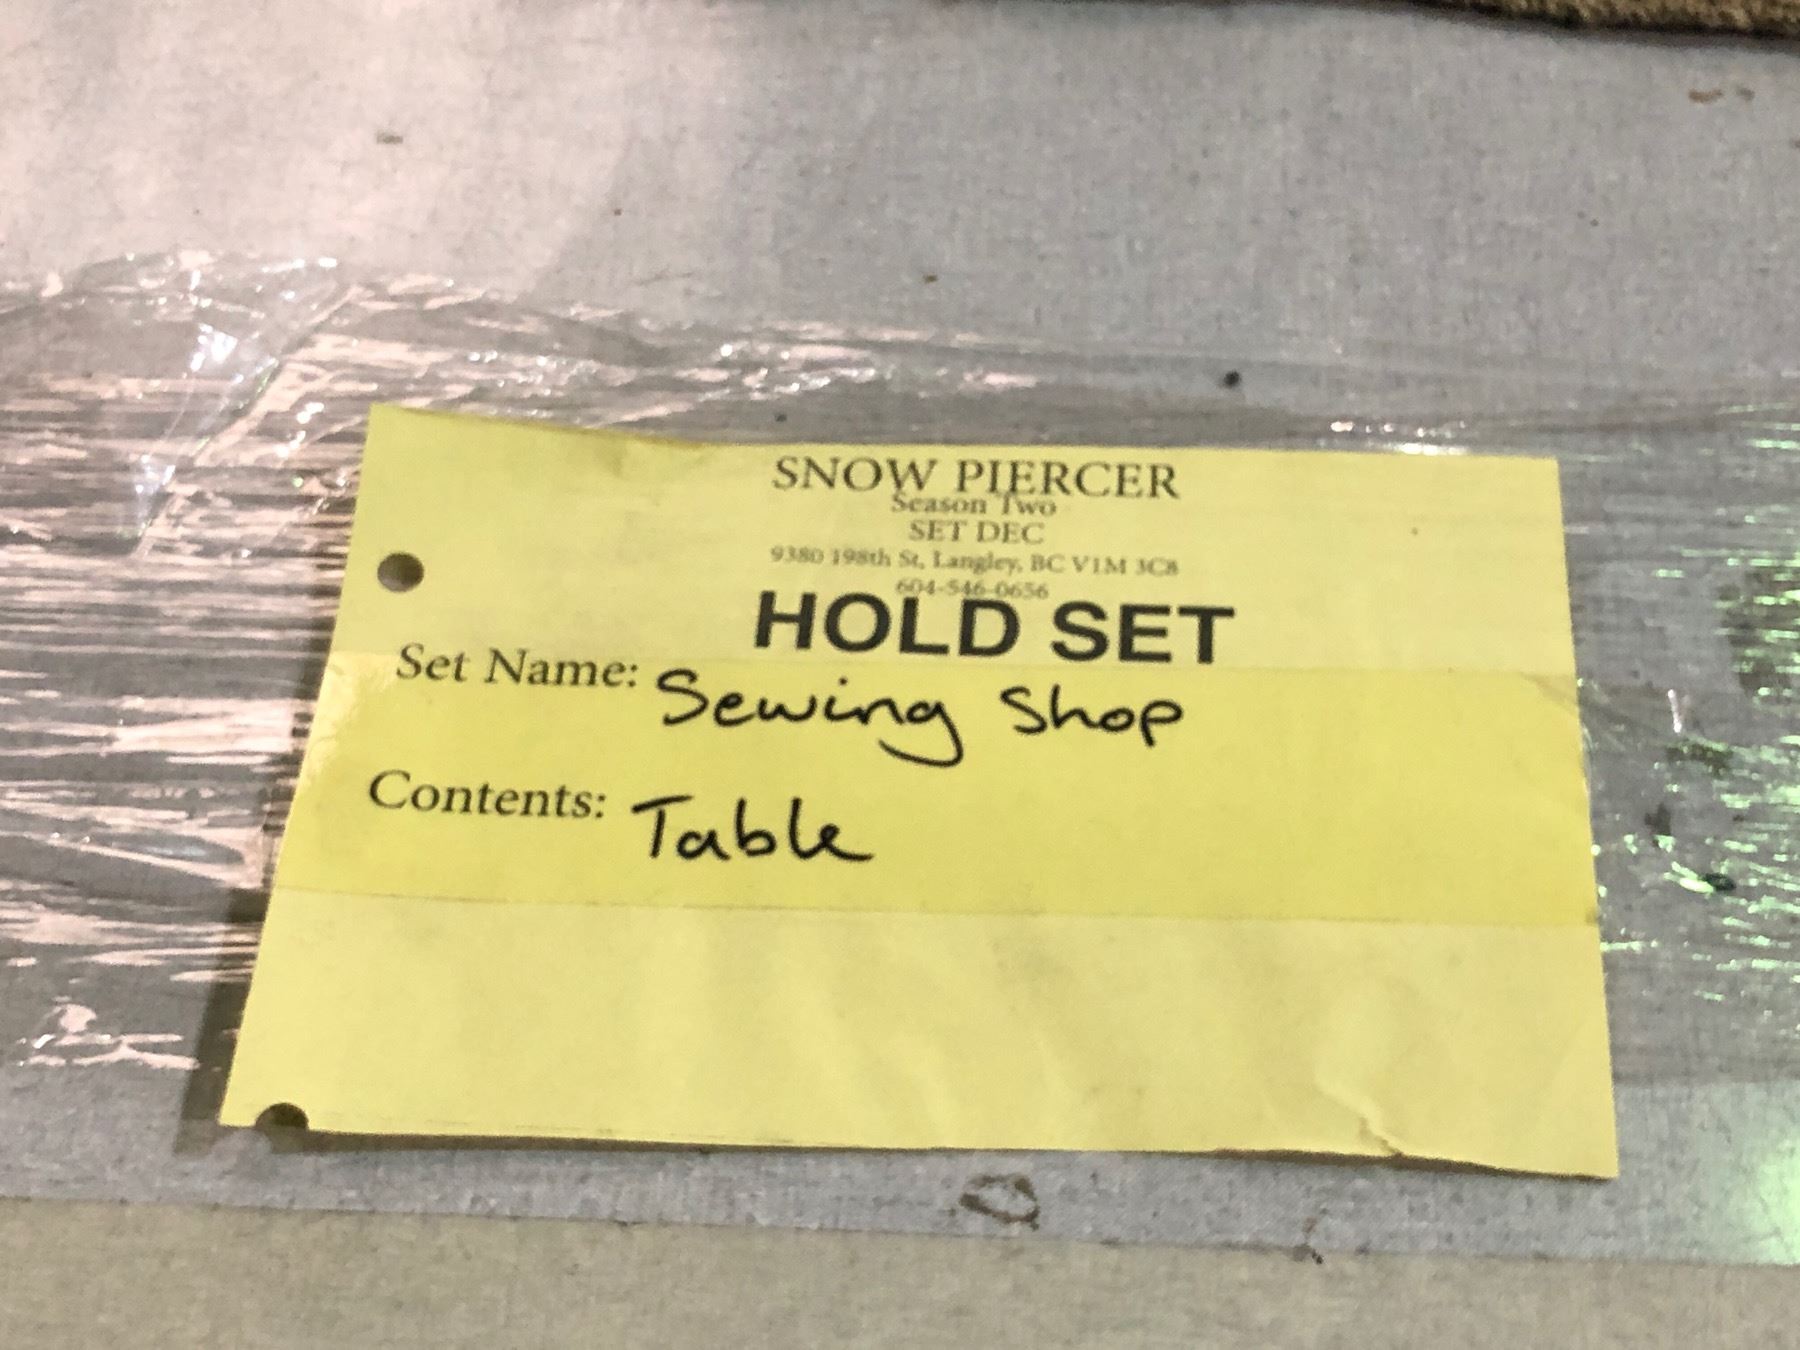 SNOW PIERCER
Season Two
SET DEC
9380 198th St, Langley, BC V1M 3C8
604-546-0656
HOLD SET
Set Name: Sewing Shop
Contents: Table